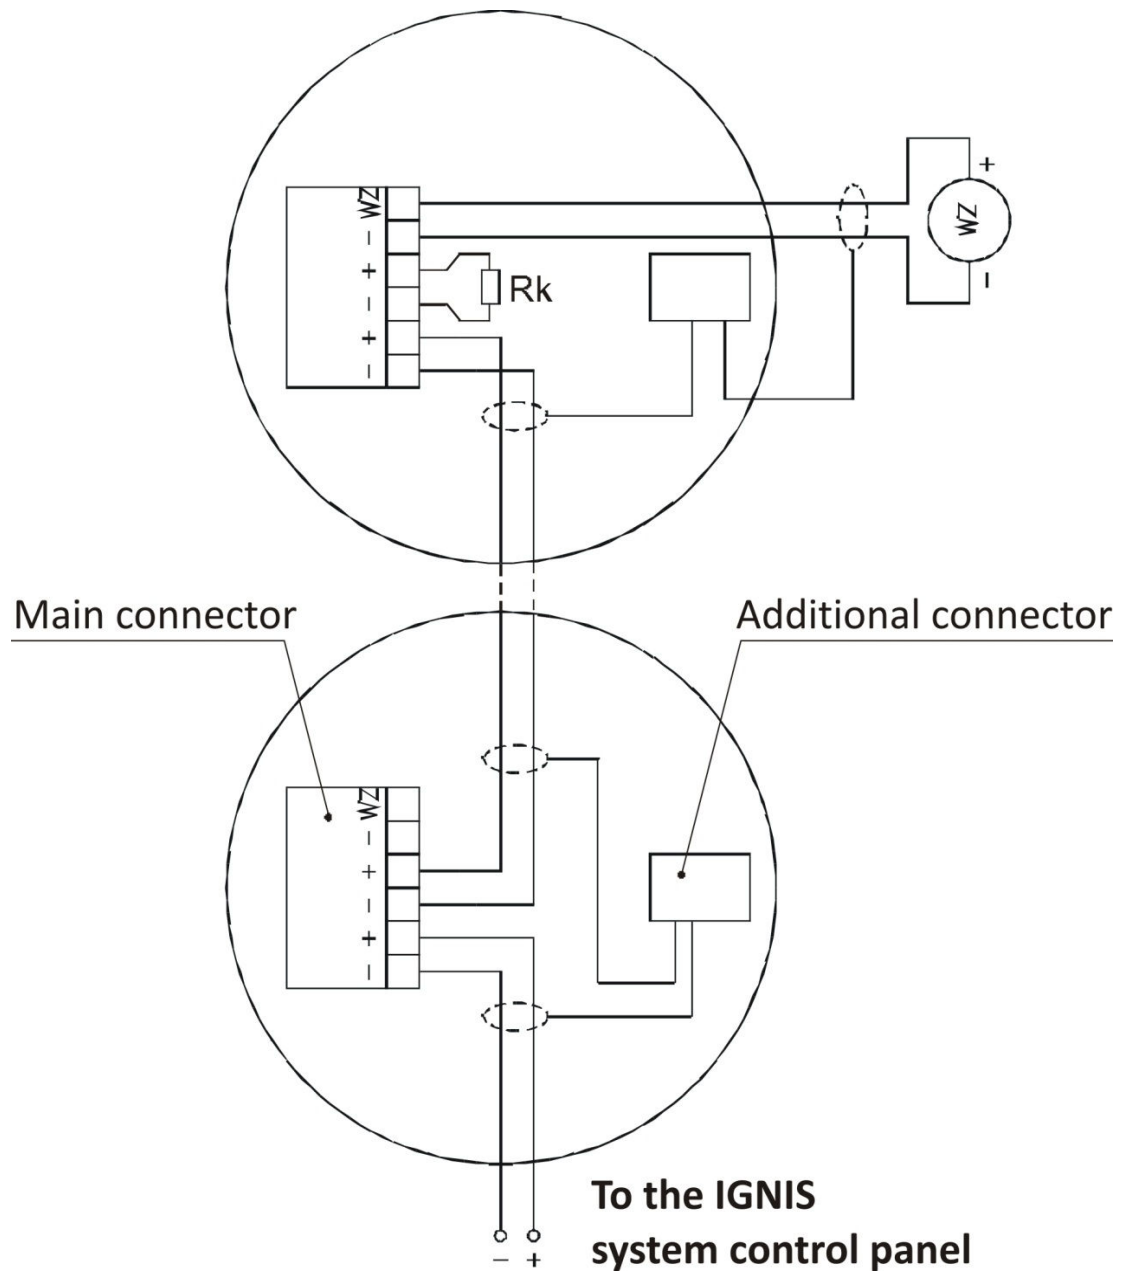 WZ
−
+
−
+
−
Rk
+
WZ
−
Main connector
Additional connector
WZ
−
+
−
+
−
To the IGNIS
system control panel
− +